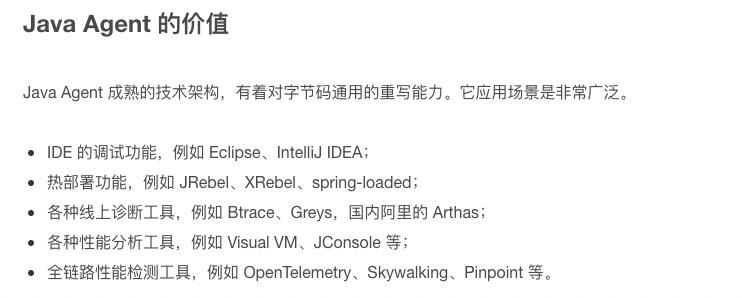 Java Agent 的价值
Java Agent 成熟的技术架构，有着对字节码通用的重写能力。它应用场景是非常广泛。
• IDE 的调试功能，例如 Eclipse、IntelliJ IDEA；
• 热部署功能，例如 JRebel、XRebel、spring-loaded；
• 各种线上诊断工具，例如 Btrace、Greys，国内阿里的 Arthas；
• 各种性能分析工具，例如 Visual VM、JConsole 等；
• 全链路性能检测工具，例如 OpenTelemetry、Skywalking、Pinpoint 等。